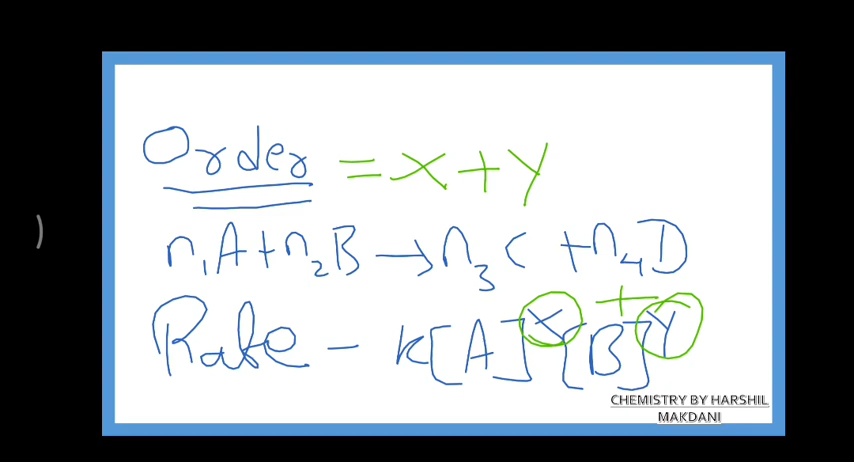 Order = X + Y
n₁A + n₂B → n₃C + n₄D
+
Rate - k[A]ˣ[B]ʸ
CHEMISTRY BY HARSHIL
MAKDANI
)